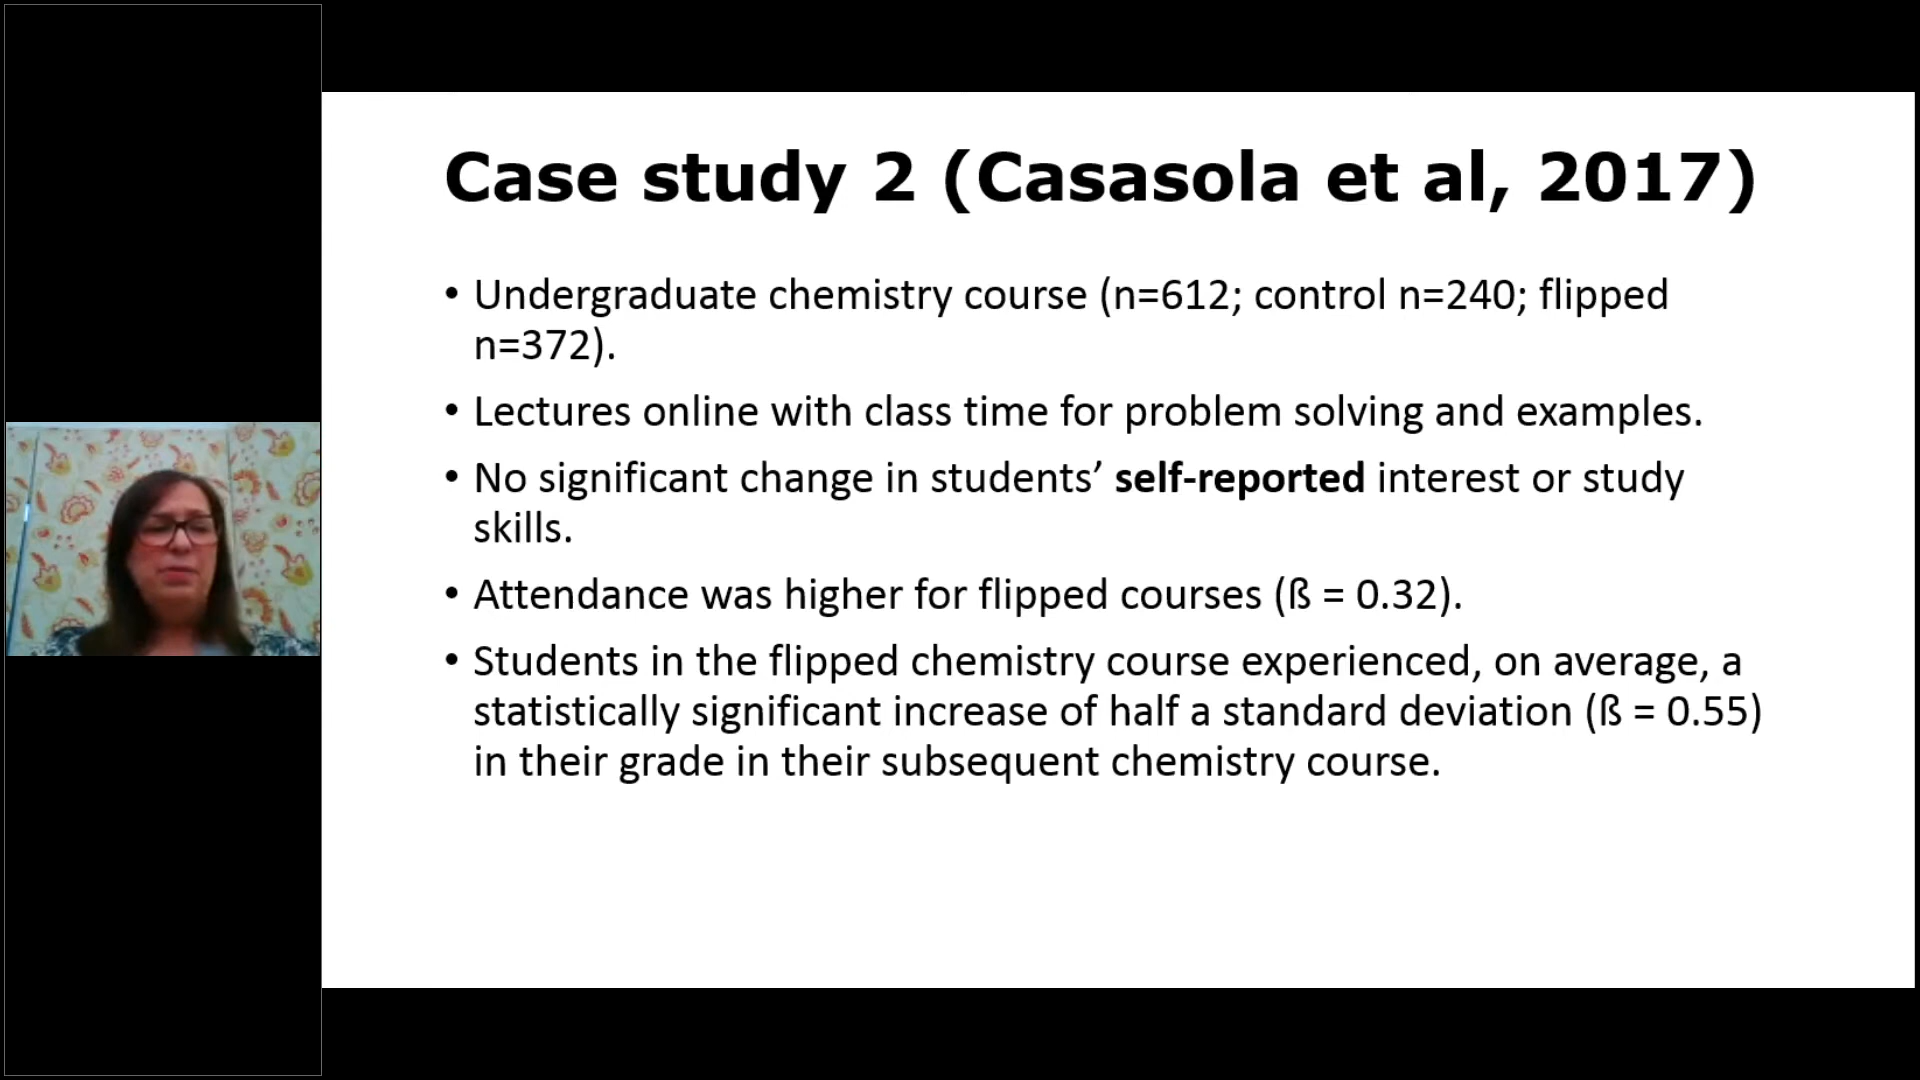 Case study 2 (Casasola et al, 2017)
• Undergraduate chemistry course (n=612; control n=240; flipped
n=372).
• Lectures online with class time for problem solving and examples.
• No significant change in students’ self-reported interest or study
skills.
• Attendance was higher for flipped courses (ß = 0.32).
• Students in the flipped chemistry course experienced, on average, a
statistically significant increase of half a standard deviation (ß = 0.55)
in their grade in their subsequent chemistry course.